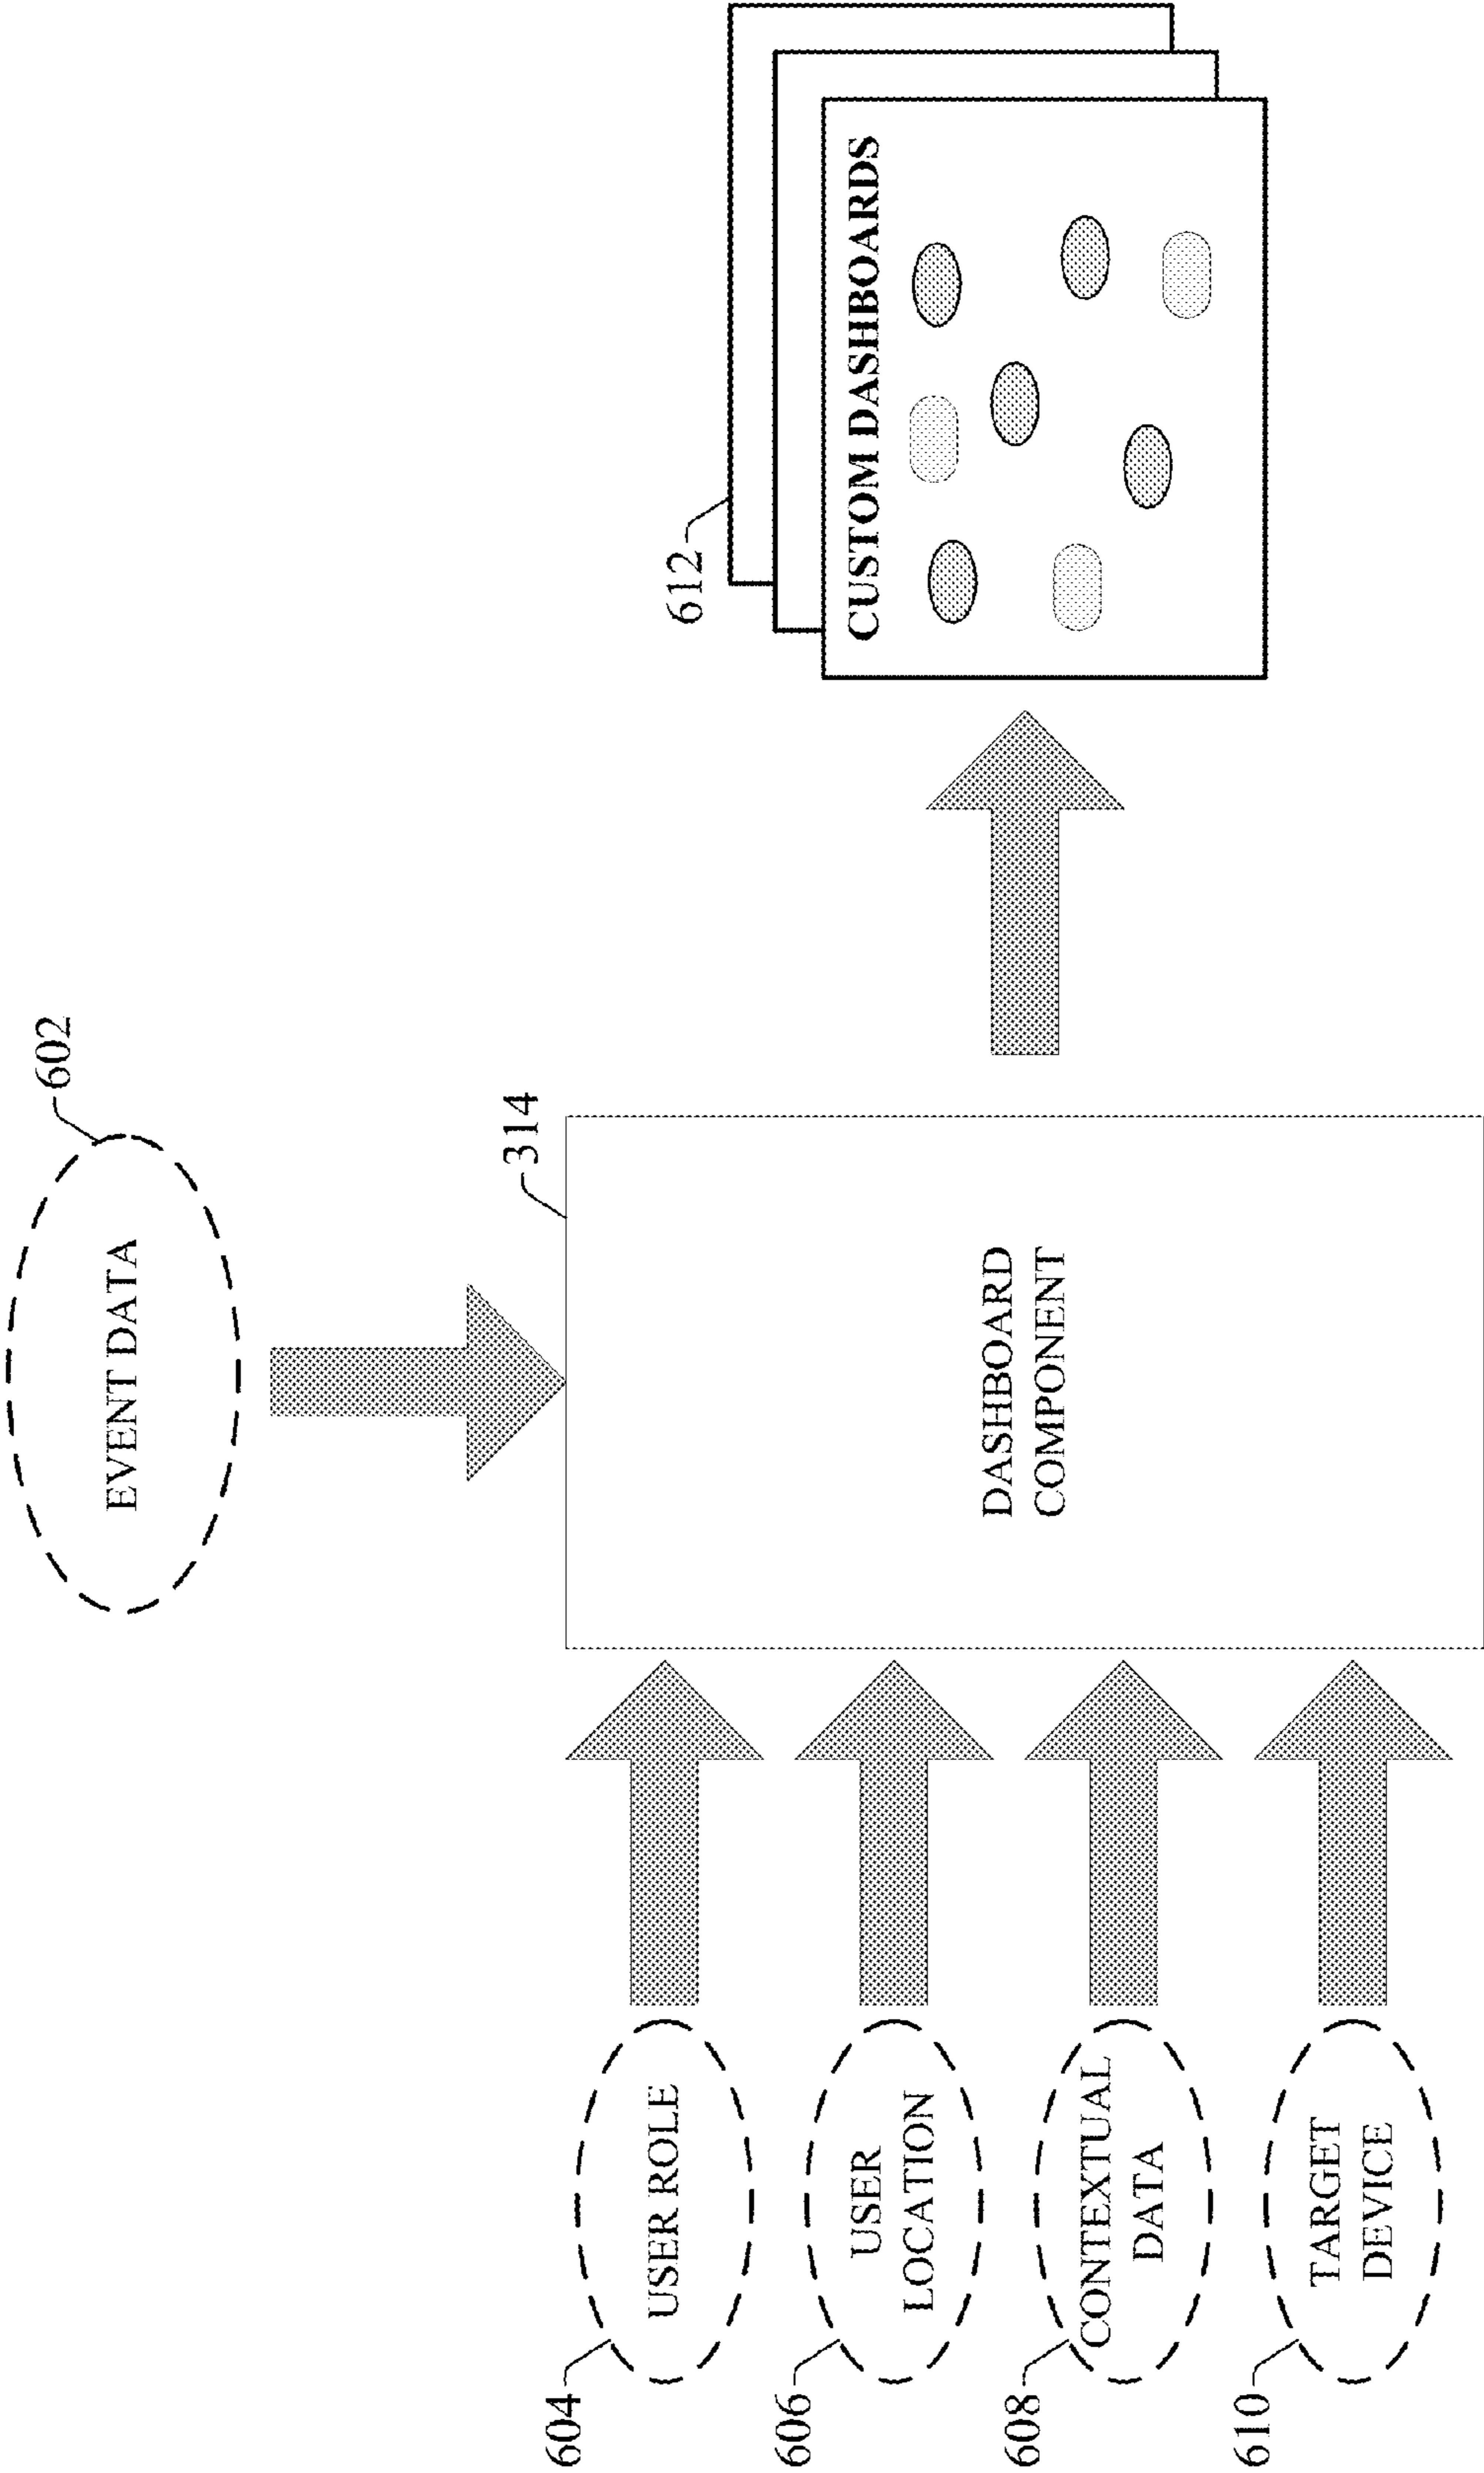 602
EVENT DATA
314
612
604
USER ROLE
606
USER
LOCATION
608
CONTEXTUAL
DATA
610
TARGET
DEVICE
DASHBOARD
COMPONENT
CUSTOM DASHBOARDS